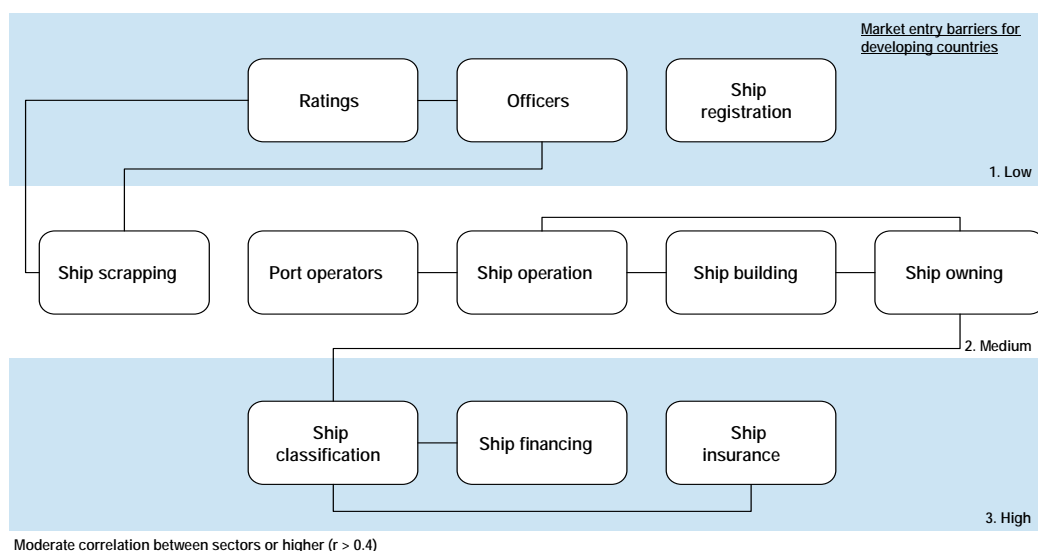 Market entry barriers for
developing countries
Ratings
Officers
Ship
registration
1. Low
Ship scrapping
Port operators
Ship operation
Ship building
Ship owning
2. Medium
Ship
classification
Ship financing
Ship
insurance
3. High
Moderate correlation between sectors or higher (r > 0.4)